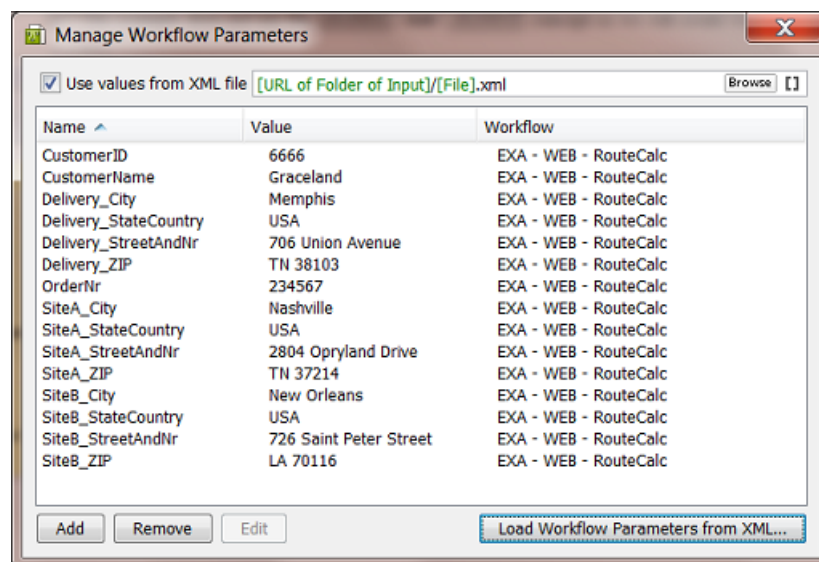 Manage Workflow Parameters
Use values from XML file [URL of Folder of Input]/[File].xml Browse []
Name Value Workflow
CustomerID 6666 EXA - WEB - RouteCalc
CustomerName Graceland EXA - WEB - RouteCalc
Delivery_City Memphis EXA - WEB - RouteCalc
Delivery_StateCountry USA EXA - WEB - RouteCalc
Delivery_StreetAndNr 706 Union Avenue EXA - WEB - RouteCalc
Delivery_ZIP TN 38103 EXA - WEB - RouteCalc
OrderNr 234567 EXA - WEB - RouteCalc
SiteA_City Nashville EXA - WEB - RouteCalc
SiteA_StateCountry USA EXA - WEB - RouteCalc
SiteA_StreetAndNr 2804 Opryland Drive EXA - WEB - RouteCalc
SiteA_ZIP TN 37214 EXA - WEB - RouteCalc
SiteB_City New Orleans EXA - WEB - RouteCalc
SiteB_StateCountry USA EXA - WEB - RouteCalc
SiteB_StreetAndNr 726 Saint Peter Street EXA - WEB - RouteCalc
SiteB_ZIP LA 70116 EXA - WEB - RouteCalc
Add Remove Edit Load Workflow Parameters from XML...